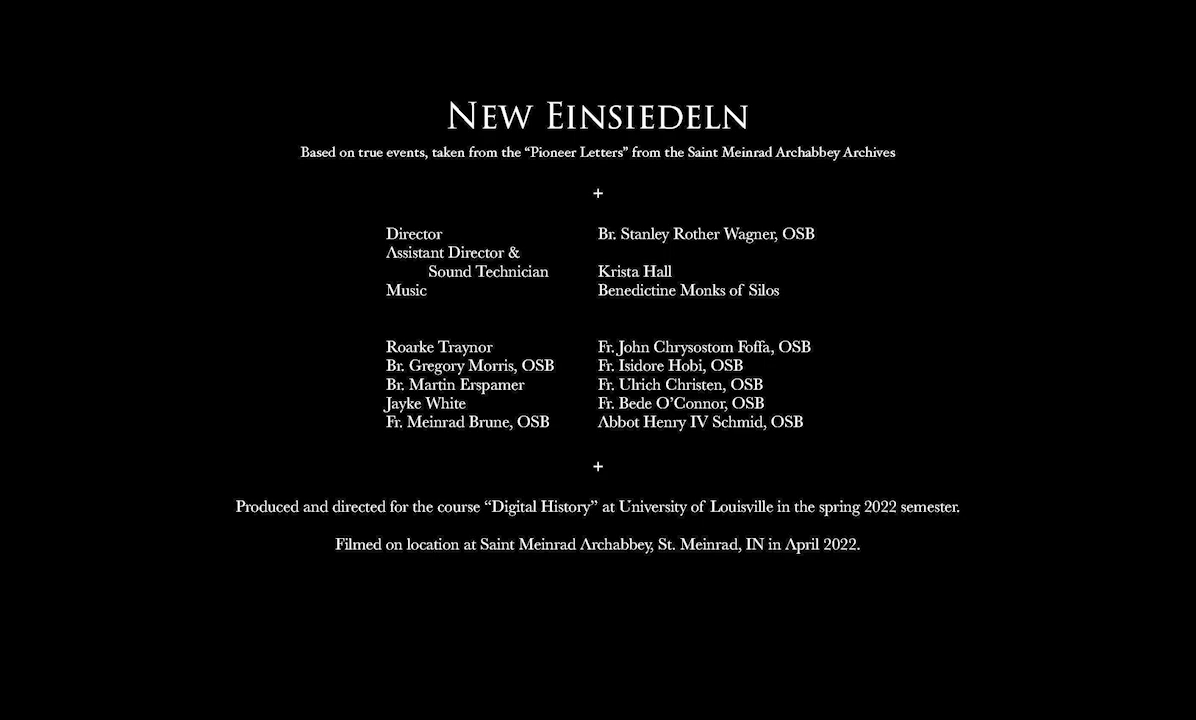 New Einsiedeln
Based on true events, taken from the “Pioneer Letters” from the Saint Meinrad Archabbey Archives
+
Director Br. Stanley Rother Wagner, OSB
Assistant Director &
Sound Technician Krista Hall
Music Benedictine Monks of Silos
Roarke Traynor Fr. John Chrysostom Foffa, OSB
Br. Gregory Morris, OSB Fr. Isidore Hobi, OSB
Br. Martin Erspamer Fr. Ulrich Christen, OSB
Jayke White Fr. Bede O’Connor, OSB
Fr. Meinrad Brune, OSB Abbot Henry IV Schmid, OSB
+
Produced and directed for the course “Digital History” at University of Louisville in the spring 2022 semester.
Filmed on location at Saint Meinrad Archabbey, St. Meinrad, IN in April 2022.